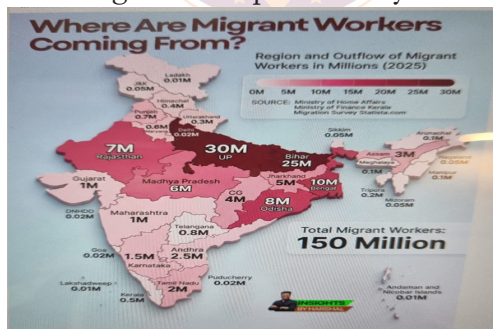 Where Are Migrant Workers
Coming From?
Region and Outflow of Migrant
Workers in Millions (2025)
0M 5M 10M 15M 20M 25M 30M
SOURCE: Ministry of Home Affairs
Ministry of Finance Kerala
Migration Survey Statista.com
Ladakh
0.01M
J&K
0.05M
Himachal
0.4M
Punjab
0.7M
Uttarakhand
0.3M
0.6M
Haryana
Delhi
0.02M
7M
Rajasthan
30M
UP
Bihar
25M
Sikkim
0.05M
Arunachal
0.1M
Assam
3M
Nagaland
0.05M
Meghalaya
0.1M
Manipur
0.1M
Tripura
0.2M
Mizoram
0.05M
Gujarat
1M
Madhya Pradesh
6M
Jharkhand
5M
10M
Bengal
CG
4M
8M
Odisha
DNHDD
0.02M
Maharashtra
1M
Telangana
0.8M
Total Migrant Workers:
150 Million
Goa
0.02M
1.5M
Karnataka
Andhra
2.5M
Puducherry
0.02M
Lakshadweep
0.01M
Kerala
0.5M
Tamil Nadu
2M
Andaman and
Nicobar Islands
0.01M
INSIGHTS
BY HARSHAL